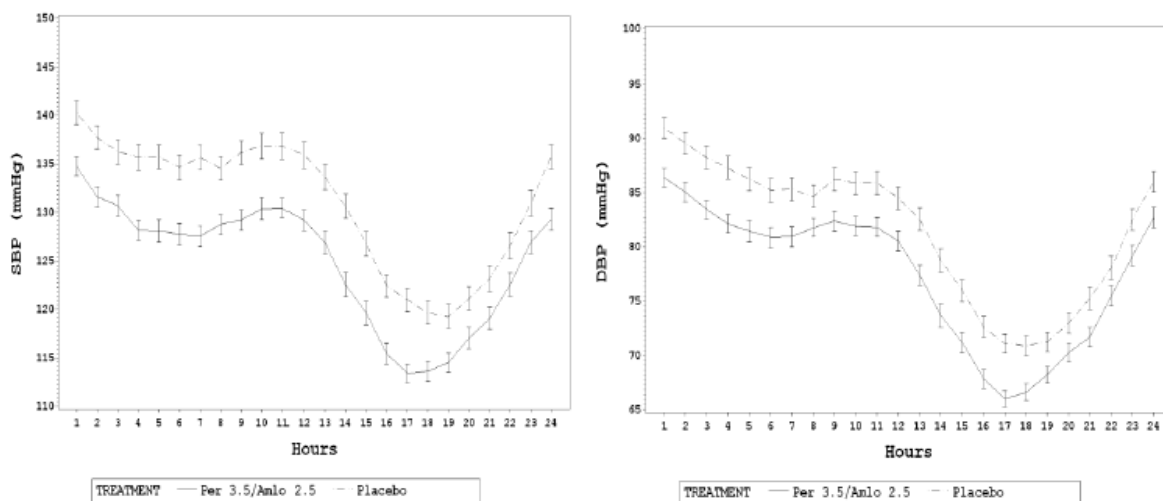 150
145
140
135
130
125
120
115
110
SBP (mmHg)
1 2 3 4 5 6 7 8 9 10 11 12 13 14 15 16 17 18 19 20 21 22 23 24
Hours
TREATMENT Per 3.5/Amlo 2.5 Placebo
100
95
90
85
80
75
70
65
DBP (mmHg)
1 2 3 4 5 6 7 8 9 10 11 12 13 14 15 16 17 18 19 20 21 22 23 24
Hours
TREATMENT Per 3.5/Amlo 2.5 Placebo